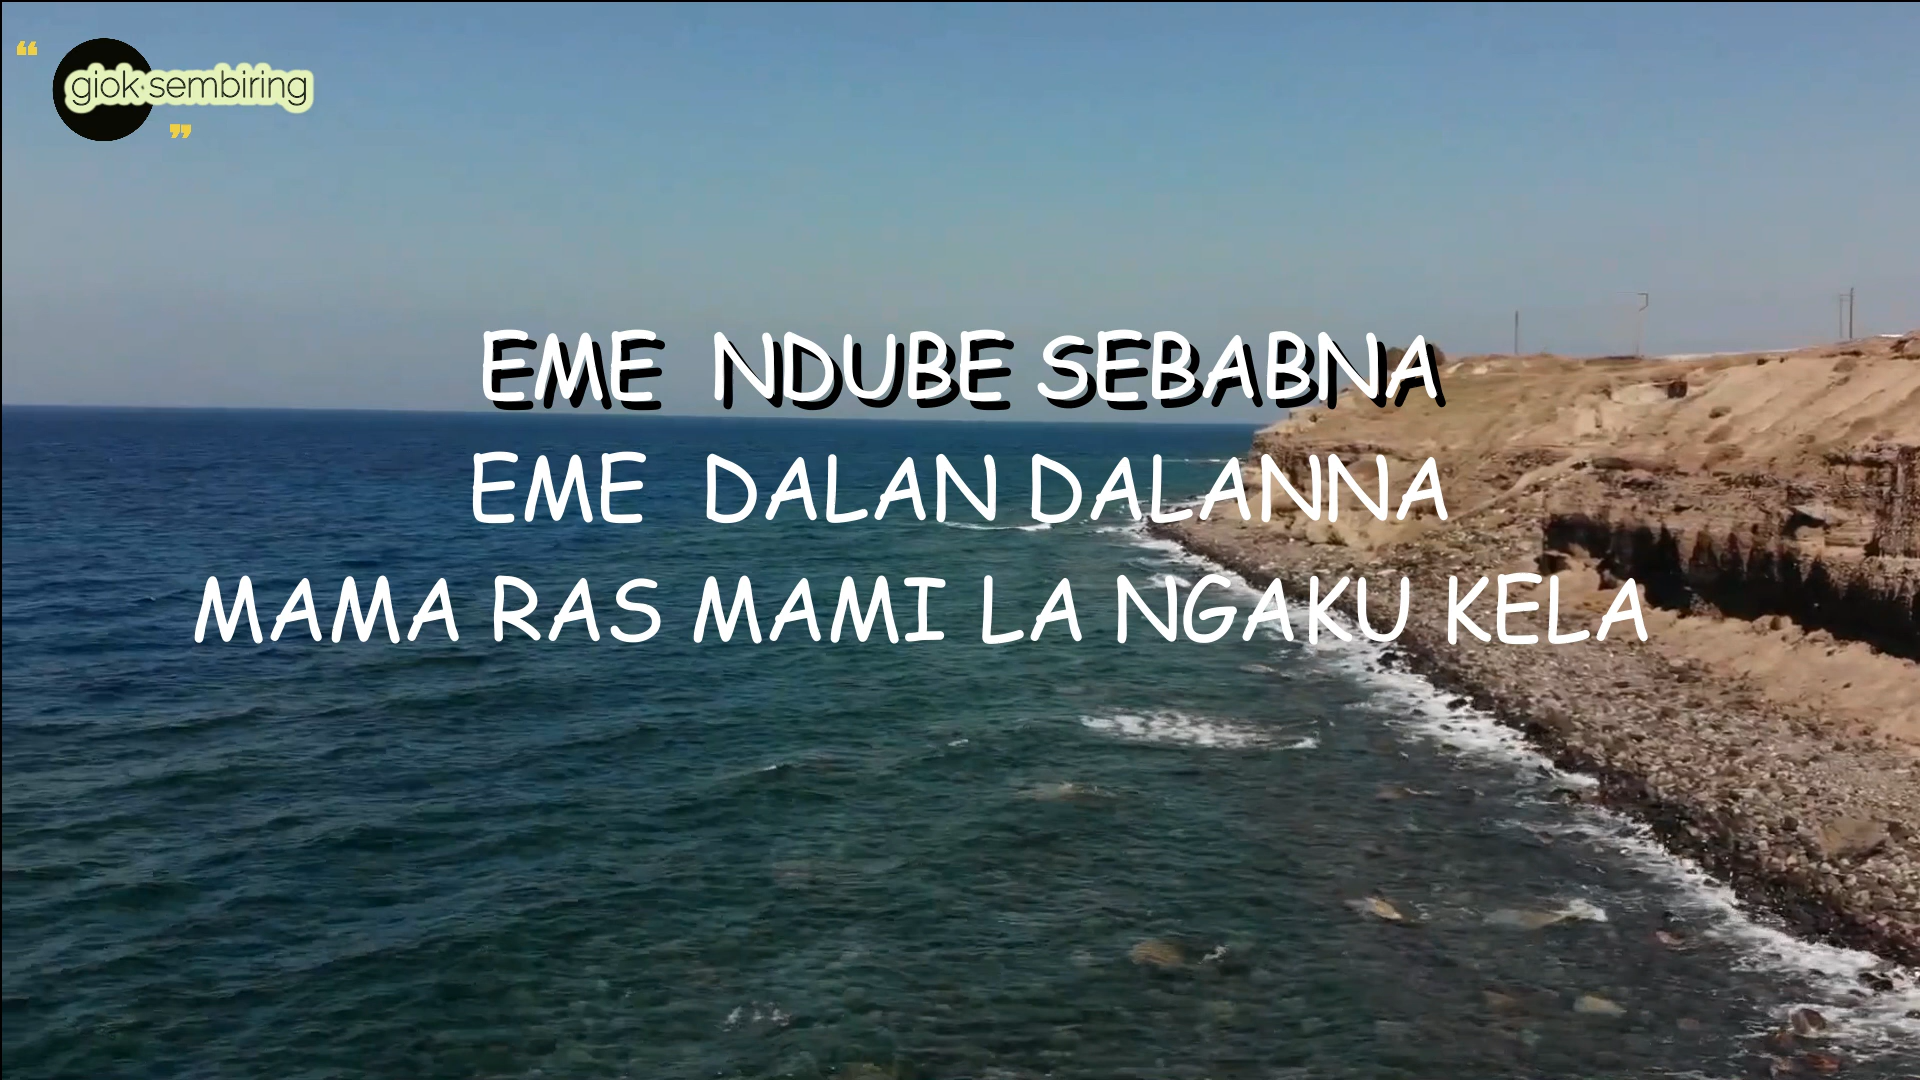 ❝
giok sembiring
❞
EME NDUBE SEBABNA
EME DALAN DALANNA
MAMA RAS MAMI LA NGAKU KELA